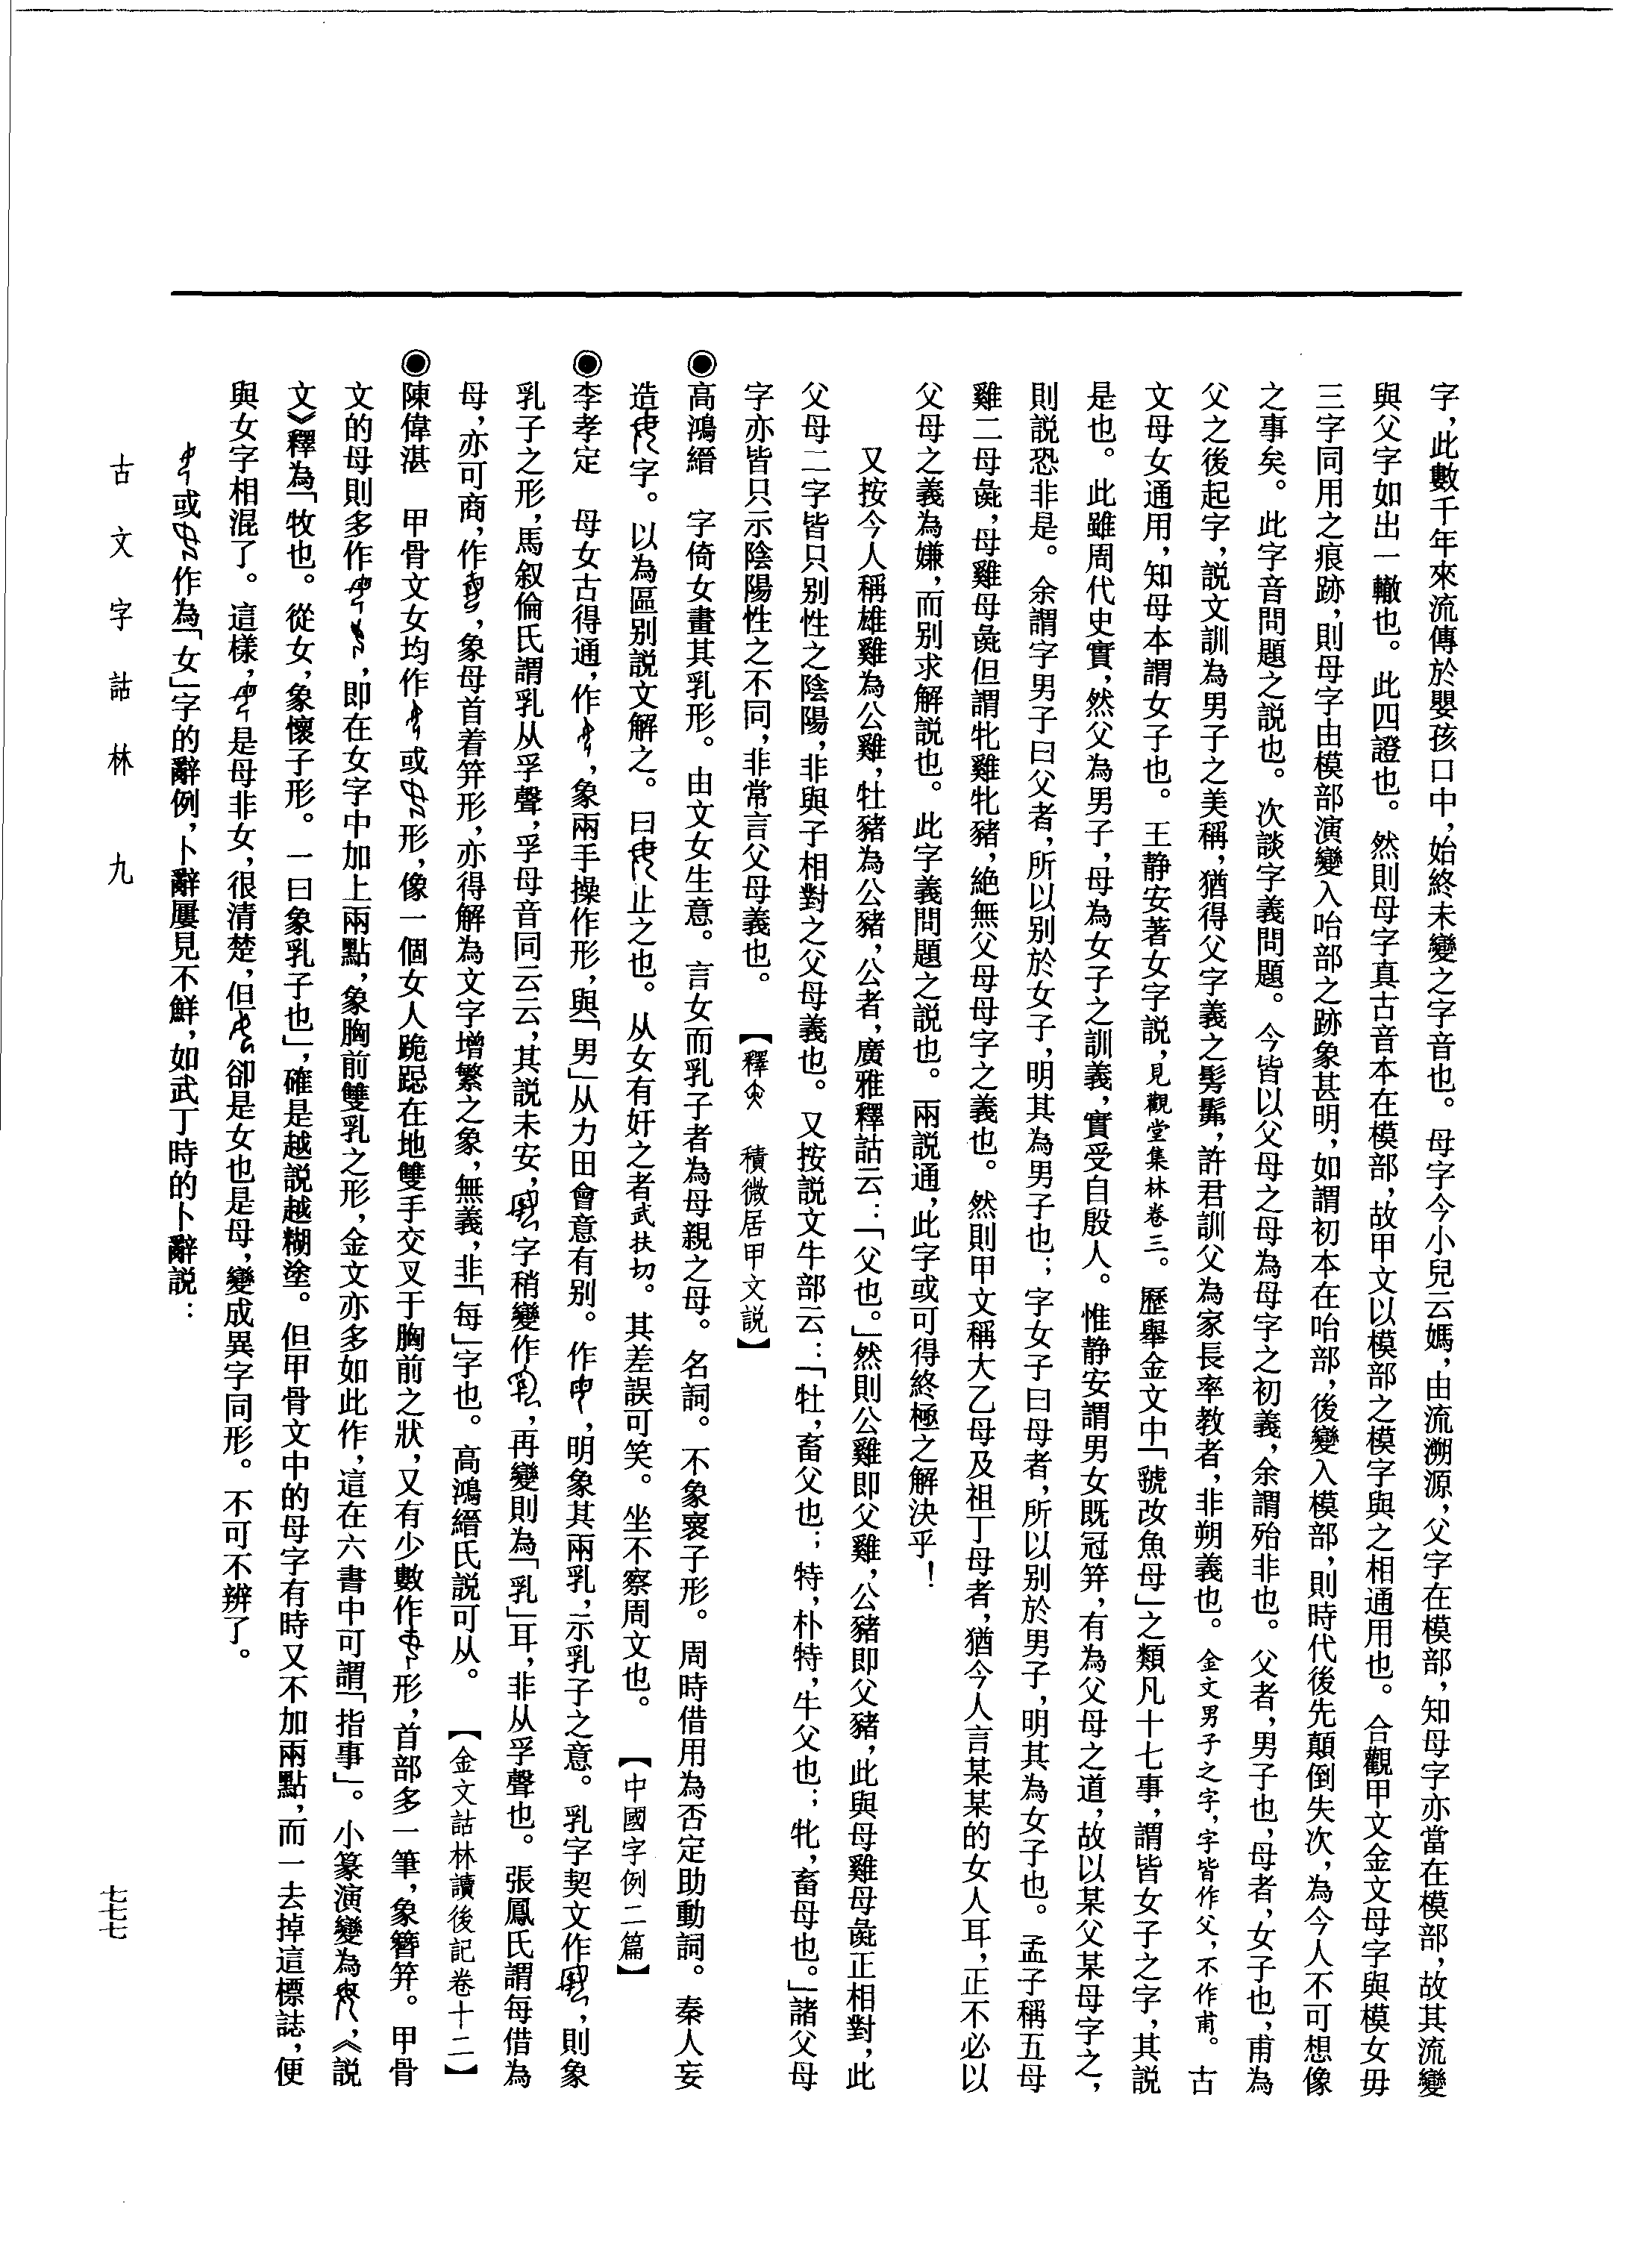 字，此數千年來流傳於嬰孩口中，始終未變之字音也。母字今小兒云媽，由流溯源，父字在模部，知母字亦當在模部，故其流變
與父字如出一轍也。此四證也。然則母字真古音本在模部，故甲文以模部之模字與之相通用也。合觀甲文金文母字與模女毋
三字同用之痕跡，則母字由模部演變入咍部之跡象甚明，如謂初本在咍部，後變入模部，則時代後先顛倒失次，為今人不可想像
之事矣。此字音問題之説也。次談字義問題。今皆以父母之母為母字之初義，余謂殆非也。父者，男子也，母者，女子也，甫為
父之後起字，説文訓為男子之美稱，猶得父字義之髣髴，許君訓父為家長率教者，非朔義也。金文男子之字，字皆作父，不作甫。古
文母女通用，知母本謂女子也。王静安著女字説，見觀堂集林卷三。歷舉金文中「虢改魚母」之類凡十七事，謂皆女子之字，其説
是也。此雖周代史實，然父為男子，母為女子之訓義，實受自殷人。惟静安謂男女既冠笄，有為父母之道，故以某父某母字之，
則説恐非是。余謂字男子曰父者，所以别於女子，明其為男子也；字女子曰母者，所以别於男子，明其為女子也。孟子稱五母
雞二母彘，母雞母彘但謂牝雞牝豬，絶無父母母字之義也。然則甲文稱大乙母及祖丁母者，猶今人言某某的女人耳，正不必以
父母之義為嫌，而别求解説也。此字義問題之説也。兩説通，此字或可得終極之解決乎！
又按今人稱雄雞為公雞，牡豬為公豬，公者，廣雅釋詁云：「父也。」然則公雞即父雞，公豬即父豬，此與母雞母彘正相對，此
父母二字皆只别性之陰陽，非與子相對之父母義也。又按説文牛部云：「牡，畜父也；特，朴特，牛父也；牝，畜母也。」諸父母
字亦皆只示陰陽性之不同，非常言父母義也。【釋 積微居甲文説】
◉高鴻縉　字倚女畫其乳形。由文女生意。言女而乳子者為母親之母。名詞。不象褱子形。周時借用為否定助動詞。秦人妄
造字。以為區别説文解之。曰止之也。从女有奸之者武扶切。其差誤可笑。坐不察周文也。【中國字例二篇】
◉李孝定　母女古得通，作，象兩手操作形，與「男」从力田會意有别。作，明象其兩乳，示乳子之意。乳字契文作，則象
乳子之形，馬叙倫氏謂乳从孚聲，孚母音同云云，其説未安，字稍變作，再變則為「乳」耳，非从孚聲也。張鳳氏謂每借為
母，亦可商，作，象母首着笄形，亦得解為文字增繁之象，無義，非「每」字也。高鴻縉氏説可从。【金文詁林讀後記卷十二】
◉陳偉湛　甲骨文女均作或形，像一個女人跪跽在地雙手交叉于胸前之狀，又有少數作形，首部多一筆，象簪笄。甲骨
文的母則多作，即在女字中加上兩點，象胸前雙乳之形，金文亦多如此作，這在六書中可謂「指事」。小篆演變為，《説
文》釋為「牧也。從女，象懷子形。一曰象乳子也」，確是越説越糊塗。但甲骨文中的母字有時又不加兩點，而一去掉這標誌，便
與女字相混了。這樣，是母非女，很清楚，但卻是女也是母，變成異字同形。不可不辨了。
或作為「女」字的辭例，卜辭屢見不鮮，如武丁時的卜辭説：
古文字詁林　九
七七七